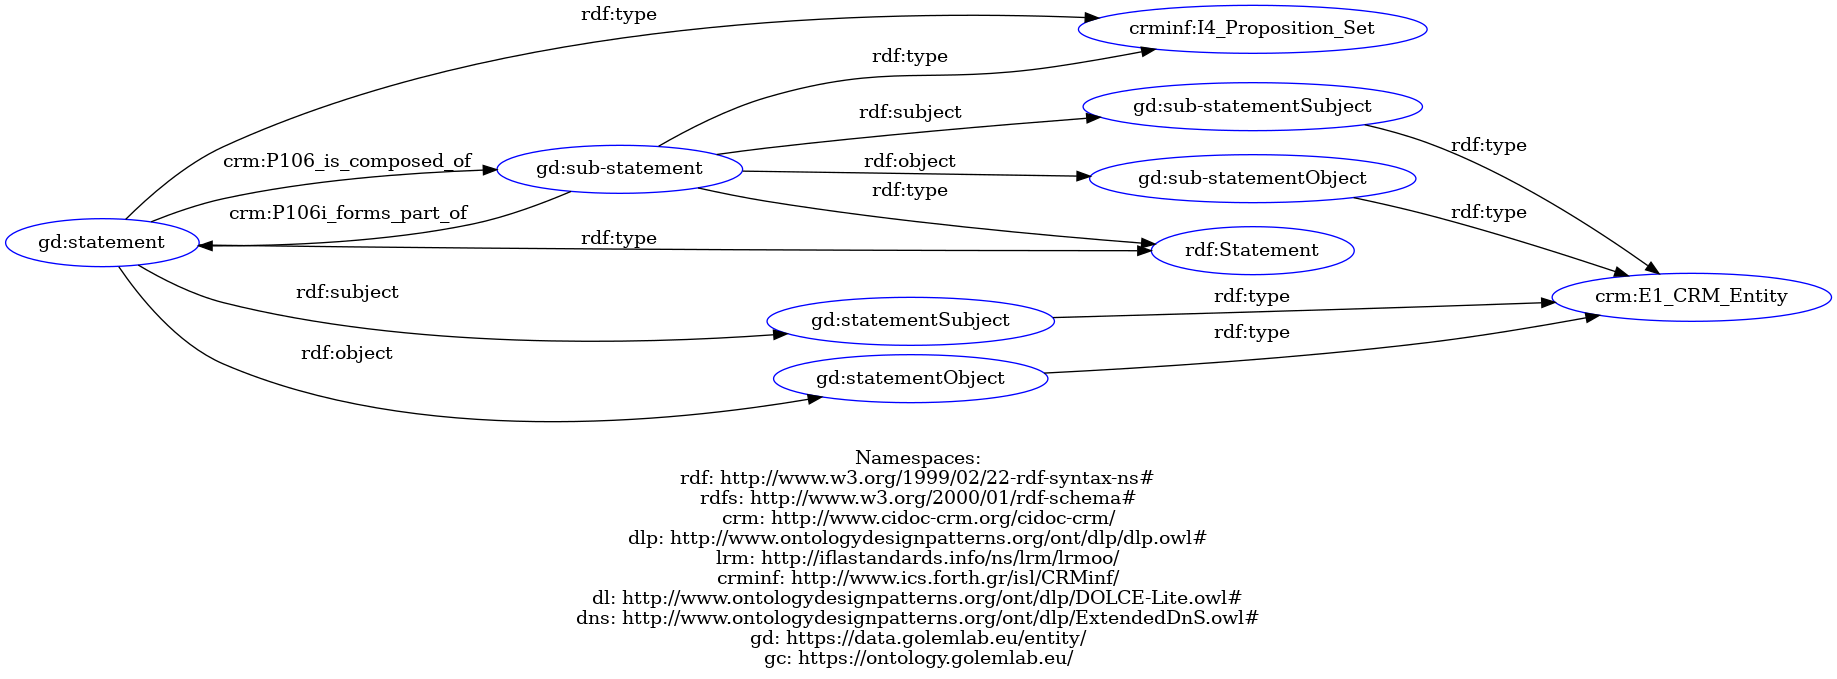 rdf:type
crminf:I4_Proposition_Set
rdf:type
gd:sub-statementSubject
rdf:subject
rdf:type
crm:P106_is_composed_of
gd:sub-statement
rdf:object
gd:sub-statementObject
rdf:type
crm:P106i_forms_part_of
rdf:type
gd:statement
rdf:type
rdf:Statement
rdf:subject
rdf:type
crm:E1_CRM_Entity
gd:statementSubject
rdf:type
rdf:object
gd:statementObject
Namespaces:
rdf: http://www.w3.org/1999/02/22-rdf-syntax-ns#
rdfs: http://www.w3.org/2000/01/rdf-schema#
crm: http://www.cidoc-crm.org/cidoc-crm/
dlp: http://www.ontologydesignpatterns.org/ont/dlp/dlp.owl#
lrm: http://iflastandards.info/ns/lrm/lrmoo/
crminf: http://www.ics.forth.gr/isl/CRMinf/
dl: http://www.ontologydesignpatterns.org/ont/dlp/DOLCE-Lite.owl#
dns: http://www.ontologydesignpatterns.org/ont/dlp/ExtendedDnS.owl#
gd: https://data.golemlab.eu/entity/
gc: https://ontology.golemlab.eu/